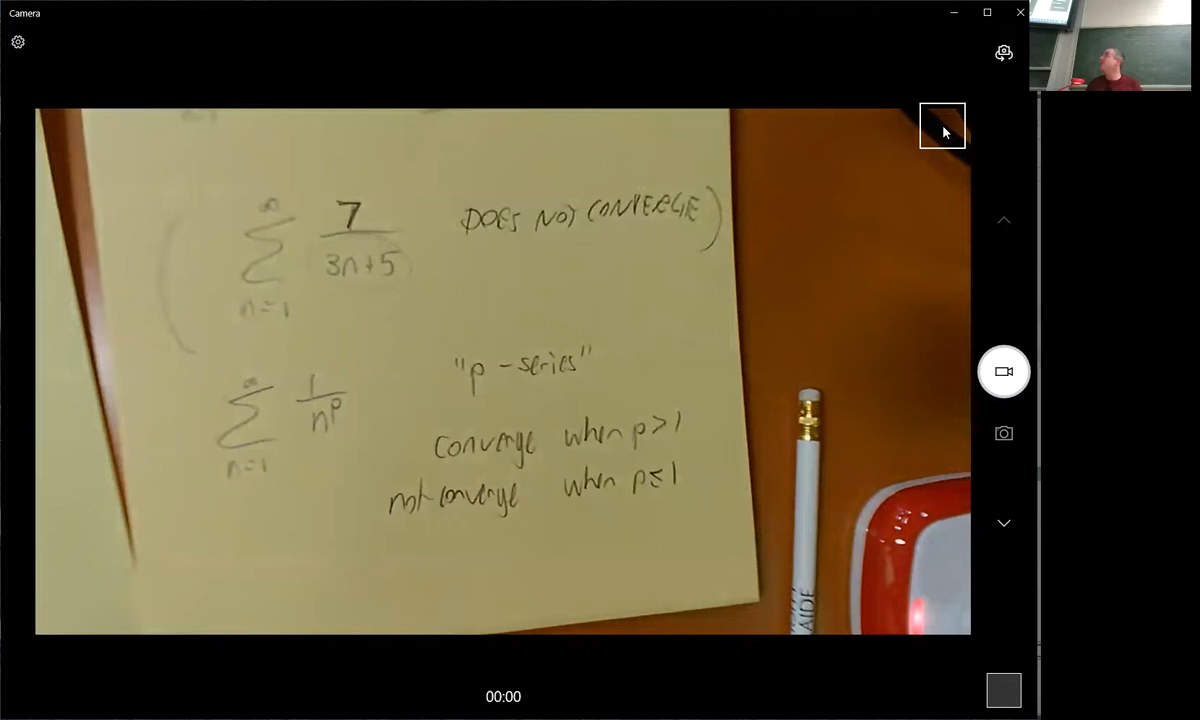 Camera
∞
∑ 7/(3n+5) DOES NOT CONVERGE)
n=1
"p-series"
∞
∑ 1/n^p
n=1
converge when p>1
not converge when p≤1
AIDE
00:00